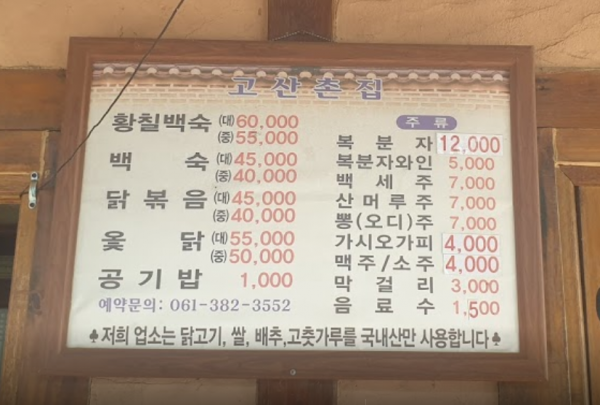 고산촌집
황칠백숙 (대) 60,000
(중) 55,000
백숙 (대) 45,000
(중) 40,000
닭볶음 (대) 45,000
(중) 40,000
옻닭 (대) 55,000
(중) 50,000
공기밥 1,000
예약문의: 061-382-3552
주류
복분자 12,000
복분자와인 5,000
백세주 7,000
산머루주 7,000
뽕(오디)주 7,000
가시오가피 4,000
맥주/소주 4,000
막걸리 3,000
음료수 1,500
♠저희 업소는 닭고기, 쌀, 배추,고춧가루를 국내산만 사용합니다♠